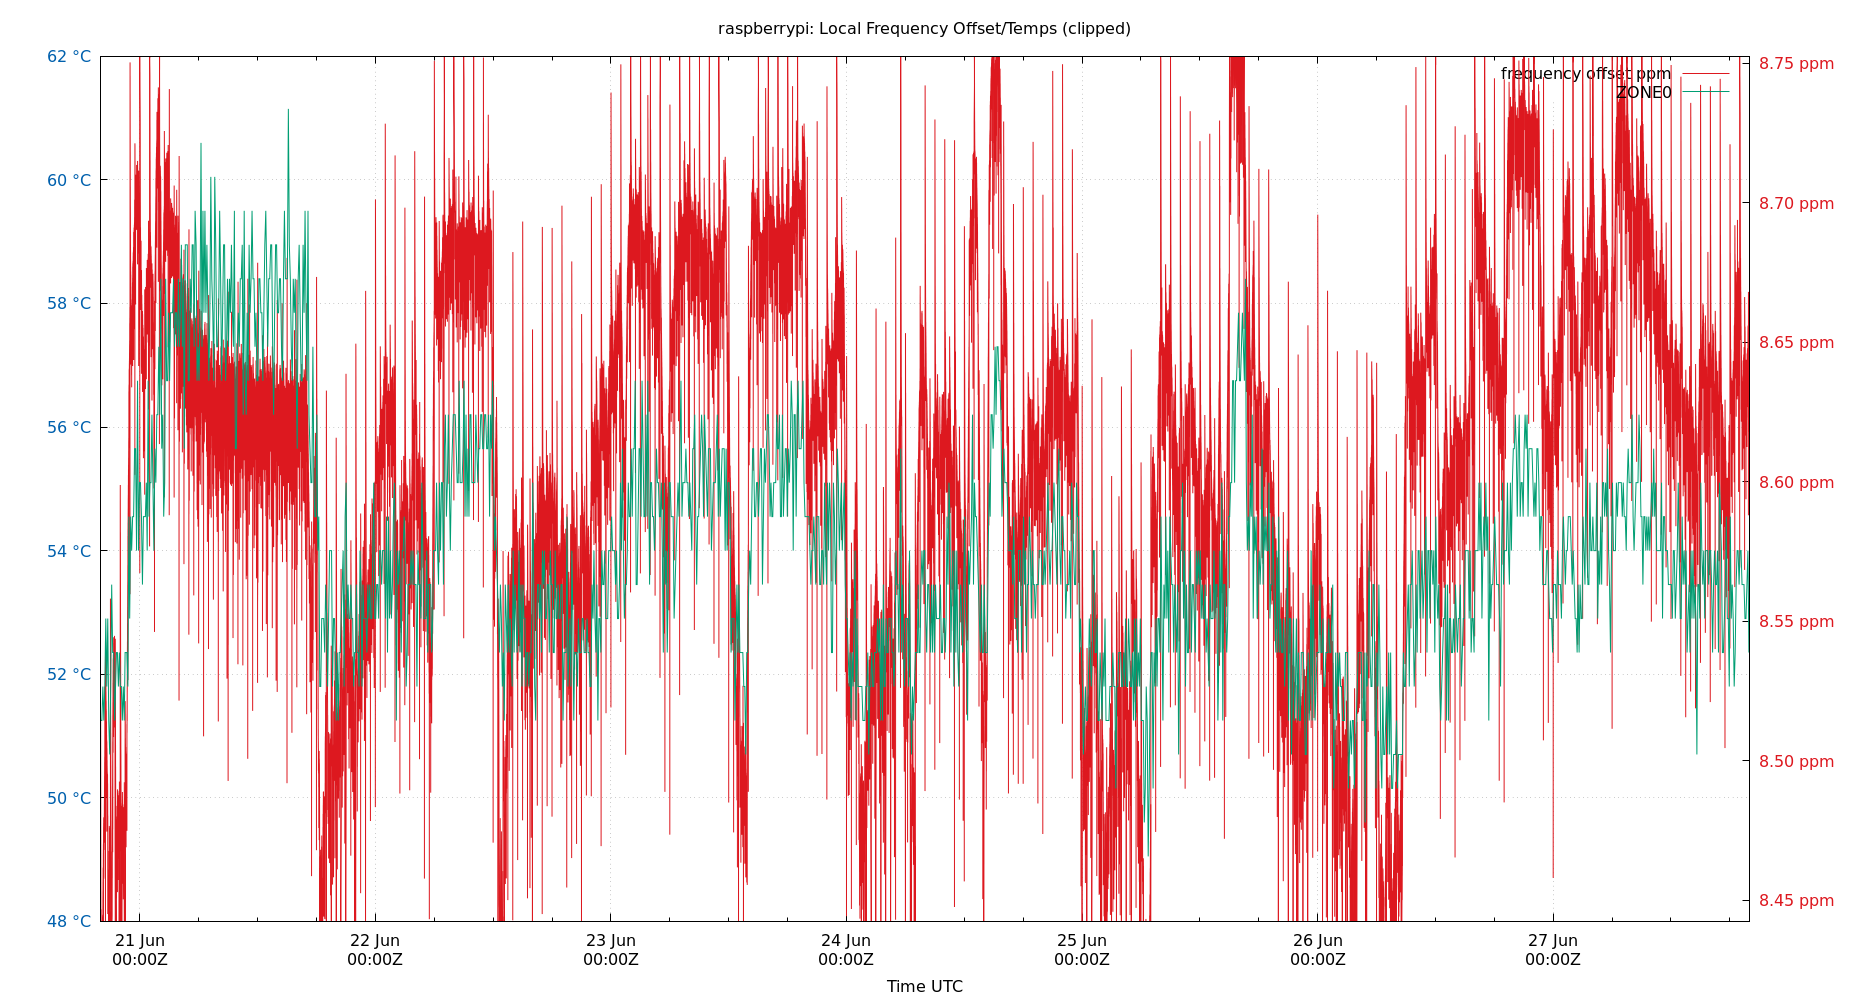 raspberrypi: Local Frequency Offset/Temps (clipped)
62 °C
60 °C
58 °C
56 °C
54 °C
52 °C
50 °C
48 °C
8.75 ppm
8.70 ppm
8.65 ppm
8.60 ppm
8.55 ppm
8.50 ppm
8.45 ppm
frequency offset ppm
ZONE0
21 Jun
00:00Z
22 Jun
00:00Z
23 Jun
00:00Z
24 Jun
00:00Z
25 Jun
00:00Z
26 Jun
00:00Z
27 Jun
00:00Z
Time UTC